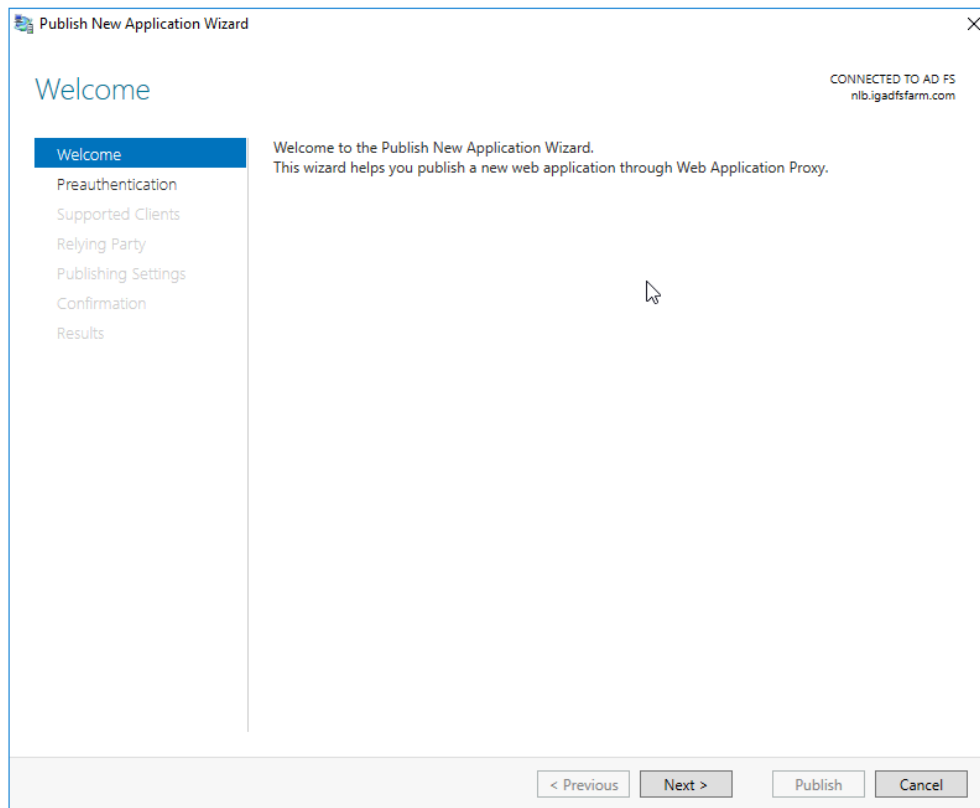 Publish New Application Wizard
Welcome
CONNECTED TO AD FS
nlb.igadfsfarm.com
Welcome
Preauthentication
Supported Clients
Relying Party
Publishing Settings
Confirmation
Results
Welcome to the Publish New Application Wizard.
This wizard helps you publish a new web application through Web Application Proxy.
< Previous
Next >
Publish
Cancel